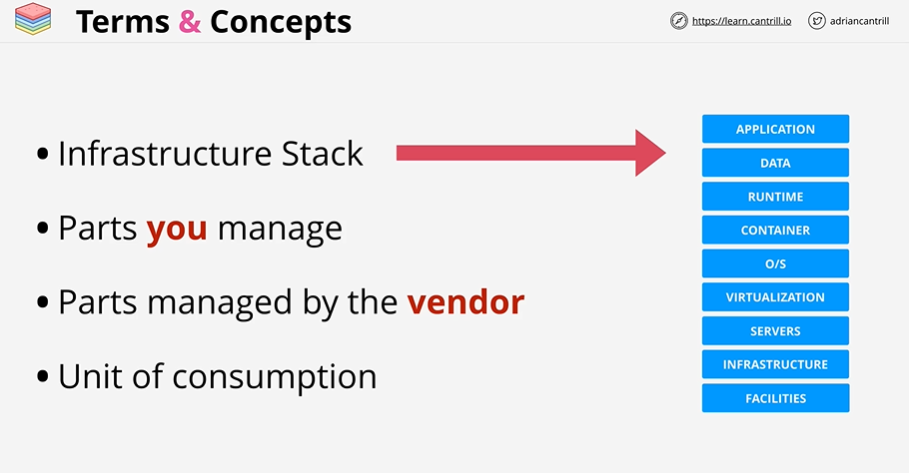 Terms & Concepts
https://learn.cantrill.io
adriancantrill
• Infrastructure Stack
• Parts you manage
• Parts managed by the vendor
• Unit of consumption
APPLICATION
DATA
RUNTIME
CONTAINER
O/S
VIRTUALIZATION
SERVERS
INFRASTRUCTURE
FACILITIES